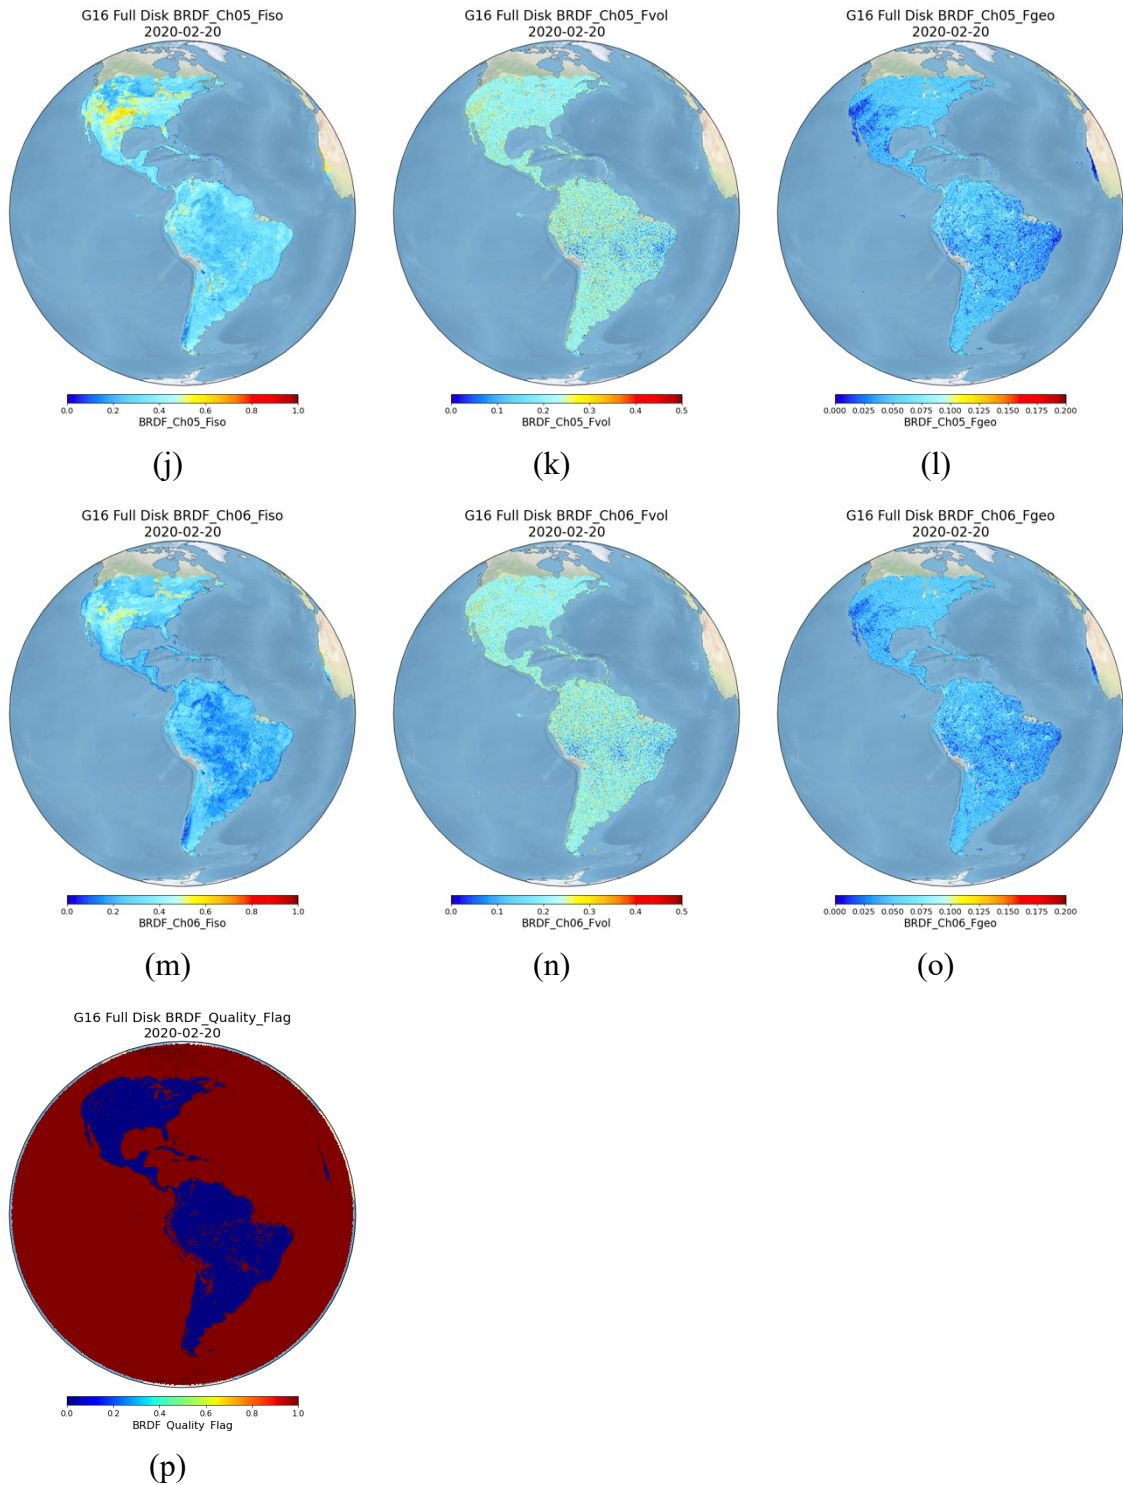 G16 Full Disk BRDF_Ch05_Fiso
2020-02-20
0.0 0.2 0.4 0.6 0.8 1.0
BRDF_Ch05_Fiso
(j)
G16 Full Disk BRDF_Ch05_Fvol
2020-02-20
0.0 0.1 0.2 0.3 0.4 0.5
BRDF_Ch05_Fvol
(k)
G16 Full Disk BRDF_Ch05_Fgeo
2020-02-20
0.000 0.025 0.050 0.075 0.100 0.125 0.150 0.175 0.200
BRDF_Ch05_Fgeo
(l)
G16 Full Disk BRDF_Ch06_Fiso
2020-02-20
0.0 0.2 0.4 0.6 0.8 1.0
BRDF_Ch06_Fiso
(m)
G16 Full Disk BRDF_Ch06_Fvol
2020-02-20
0.0 0.1 0.2 0.3 0.4 0.5
BRDF_Ch06_Fvol
(n)
G16 Full Disk BRDF_Ch06_Fgeo
2020-02-20
0.000 0.025 0.050 0.075 0.100 0.125 0.150 0.175 0.200
BRDF_Ch06_Fgeo
(o)
G16 Full Disk BRDF_Quality_Flag
2020-02-20
0.0 0.2 0.4 0.6 0.8 1.0
BRDF_Quality_Flag
(p)